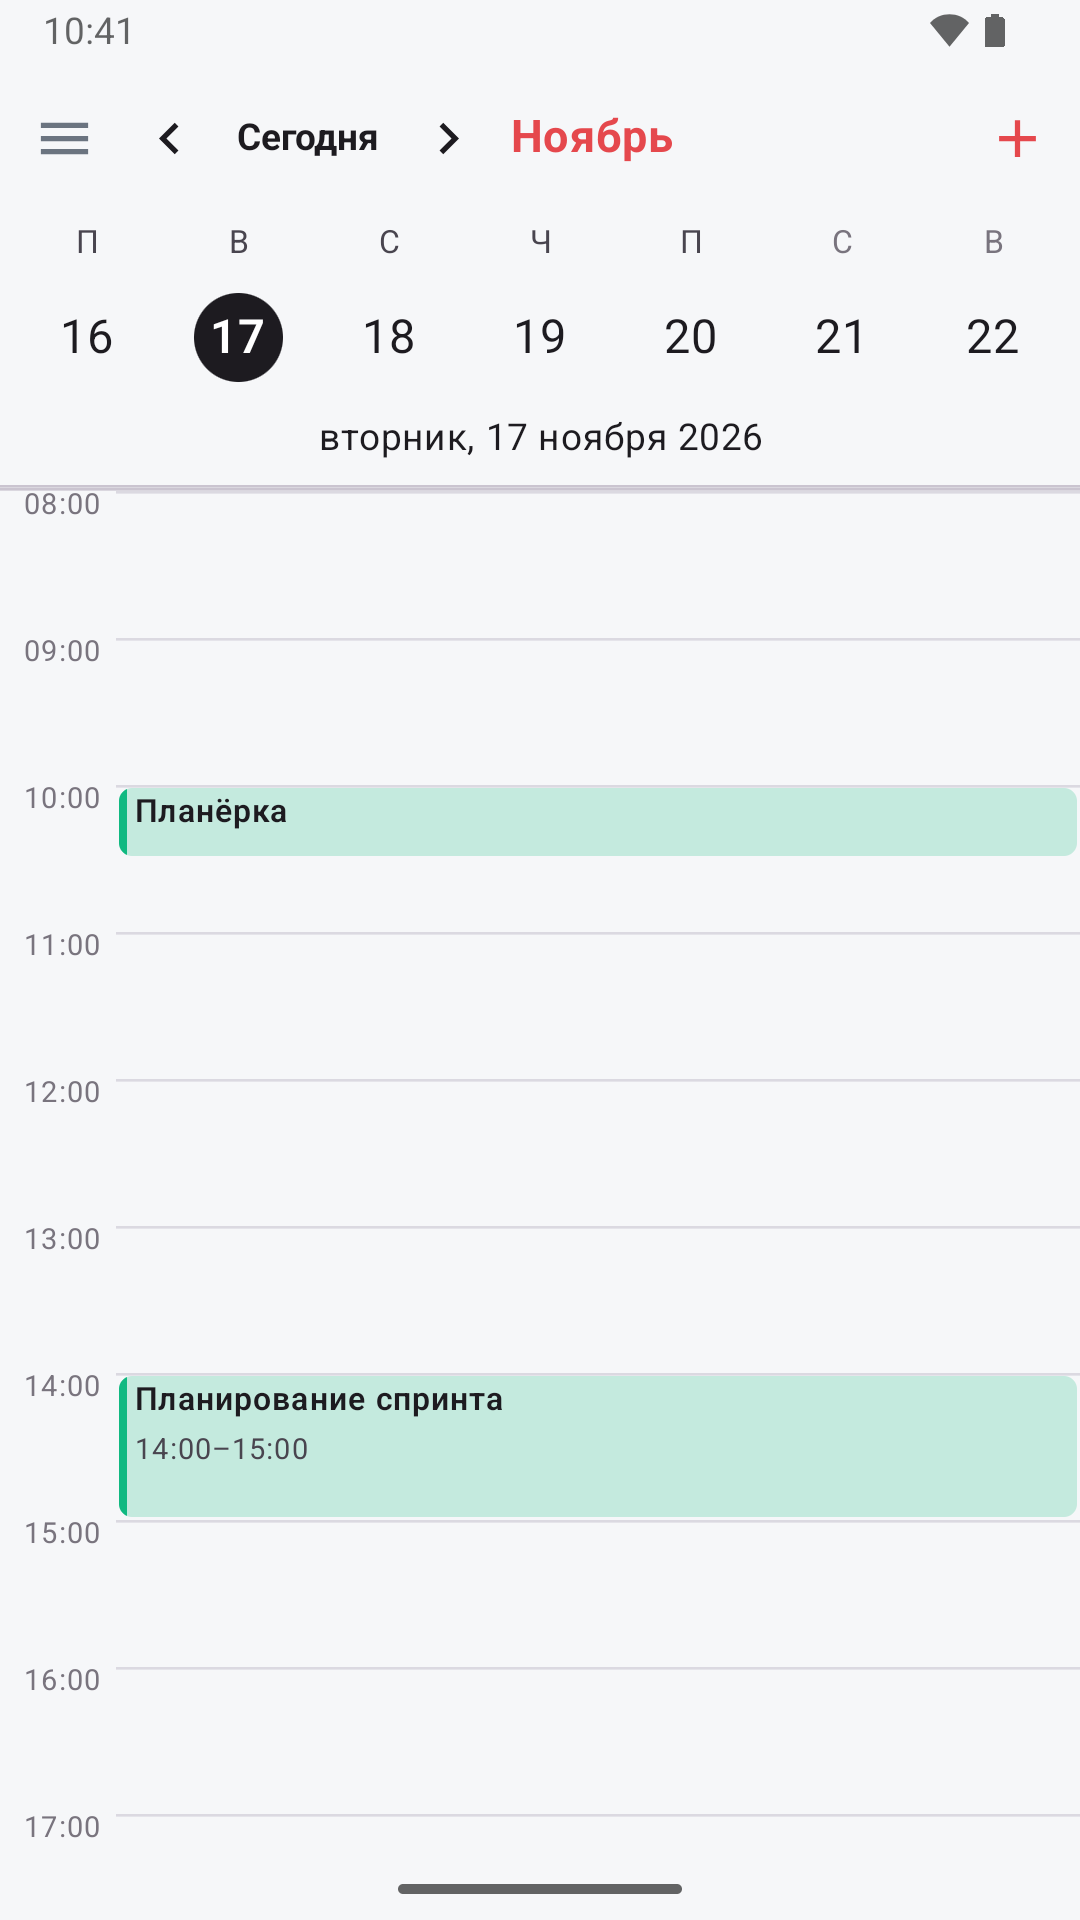 10:41
Сегодня Ноябрь
П В С Ч П С В
16 17 18 19 20 21 22
вторник, 17 ноября 2026
08:00
09:00
10:00
Планёрка
11:00
12:00
13:00
14:00
Планирование спринта
14:00–15:00
15:00
16:00
17:00